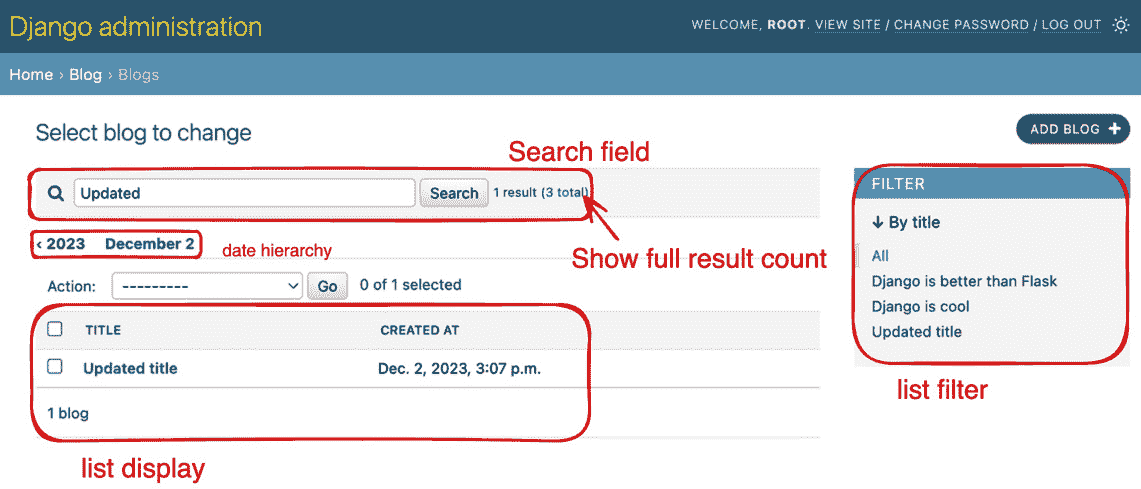 Django administration
WELCOME, ROOT. VIEW SITE / CHANGE PASSWORD / LOG OUT
Home › Blog › Blogs
Select blog to change
ADD BLOG +
Search field
Updated
Search
1 result (3 total)
‹ 2023 December 2
date hierarchy
Show full result count
Action:
---------
Go
0 of 1 selected
TITLE CREATED AT
Updated title Dec. 2, 2023, 3:07 p.m.
1 blog
list display
FILTER
↓ By title
All
Django is better than Flask
Django is cool
Updated title
list filter